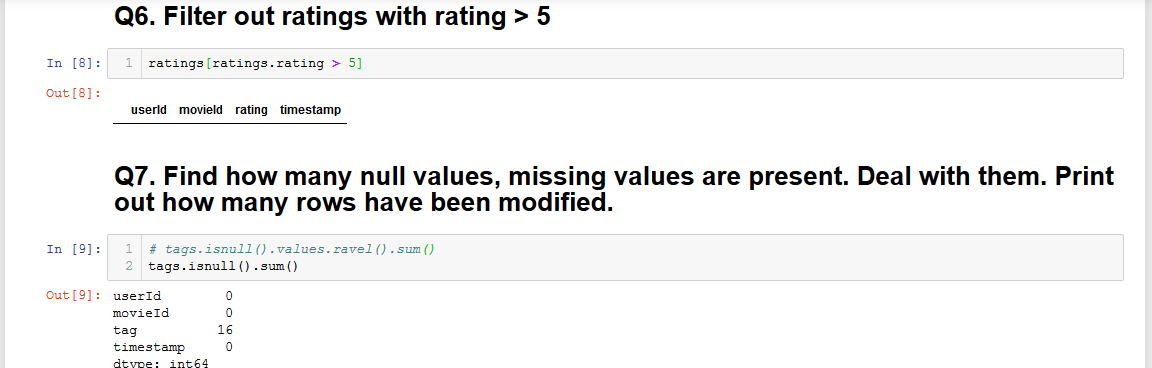 Q6. Filter out ratings with rating > 5
In [8]: 1 ratings[ratings.rating > 5]
Out[8]:
userId movieId rating timestamp
Q7. Find how many null values, missing values are present. Deal with them. Print
out how many rows have been modified.
In [9]: 1 # tags.isnull().values.ravel().sum()
2 tags.isnull().sum()
Out[9]: userId 0
movieId 0
tag 16
timestamp 0
dtype: int64